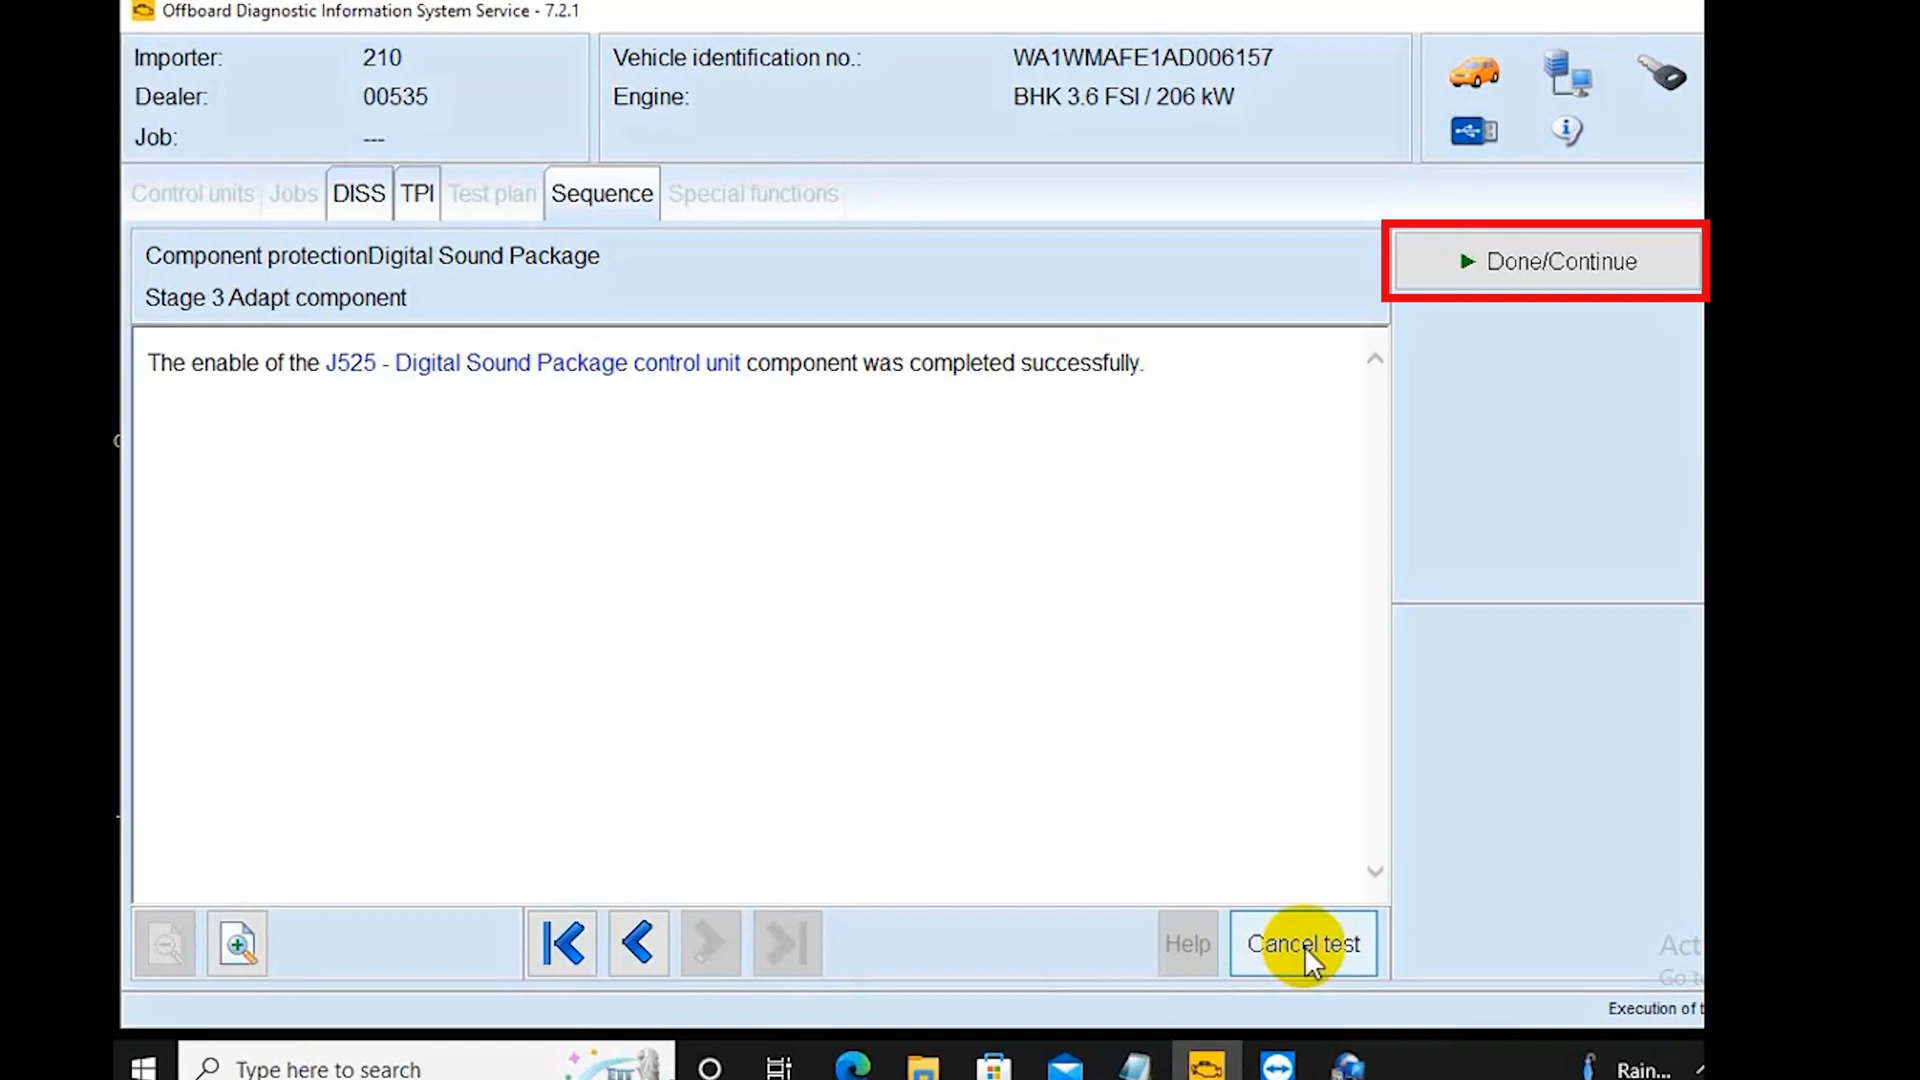 Offboard Diagnostic Information System Service - 7.2.1
Importer: 210
Dealer: 00535
Job: ---
Vehicle identification no.: WA1WMAFE1AD006157
Engine: BHK 3.6 FSI / 206 kW
Control units Jobs DISS TPI Test plan Sequence Special functions
Component protectionDigital Sound Package
Stage 3 Adapt component
Done/Continue
The enable of the J525 - Digital Sound Package control unit component was completed successfully.
Help
Cancel test
Act
Go t
Execution of t
Type here to search
Rain...